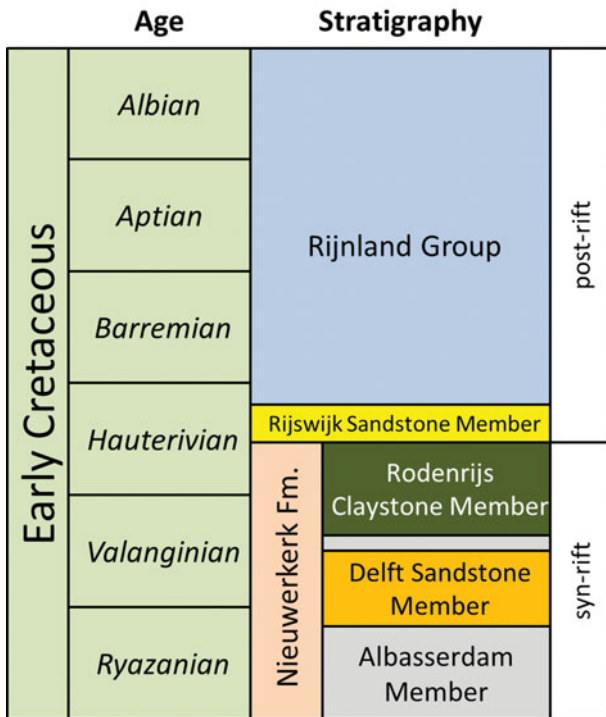 Age
Stratigraphy
Early Cretaceous
Albian
Aptian
Barremian
Hauterivian
Valanginian
Ryazanian
Rijnland Group
Rijswijk Sandstone Member
Nieuwerkerk Fm.
Rodenrijs
Claystone Member
Delft Sandstone
Member
Albasserdam
Member
post-rift
syn-rift